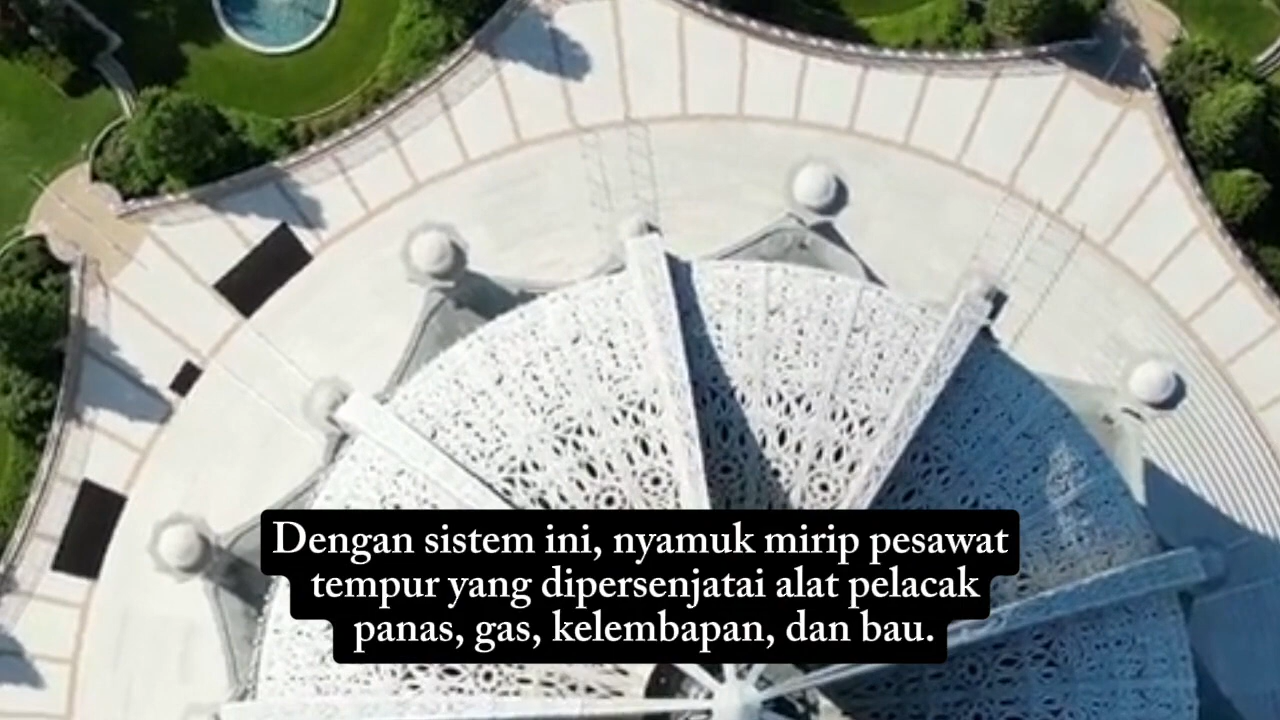 Dengan sistem ini, nyamuk mirip pesawat
tempur yang dipersenjatai alat pelacak
panas, gas, kelembapan, dan bau.